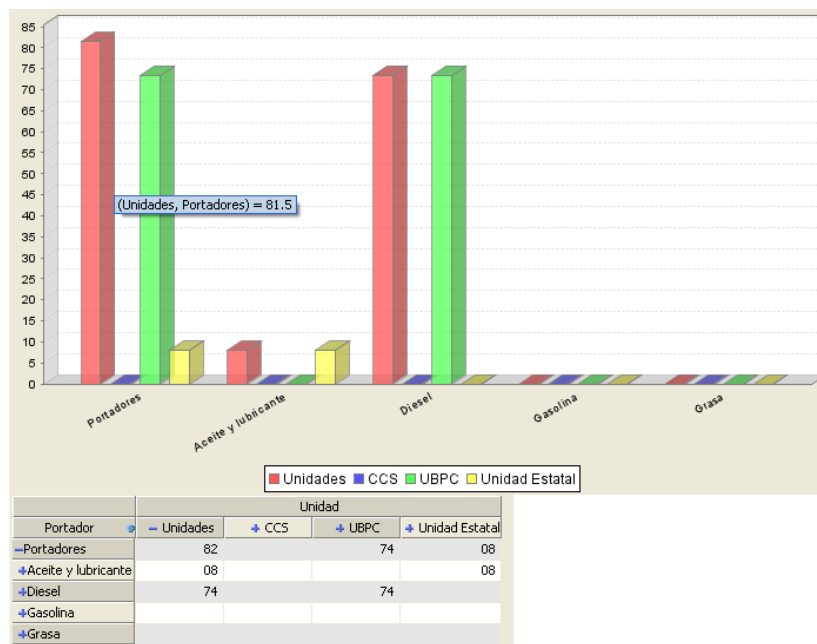 85
80
75
70
65
60
55
50
45
40
35
30
25
20
15
10
5
0
(Unidades, Portadores) = 81.5
Portadores
Aceite y lubricante
Diesel
Gasolina
Grasa
Unidades CCS UBPC Unidad Estatal
Unidad
Portador − Unidades + CCS + UBPC + Unidad Estatal
−Portadores 82 74 08
+Aceite y lubricante 08 08
+Diesel 74 74
+Gasolina
+Grasa